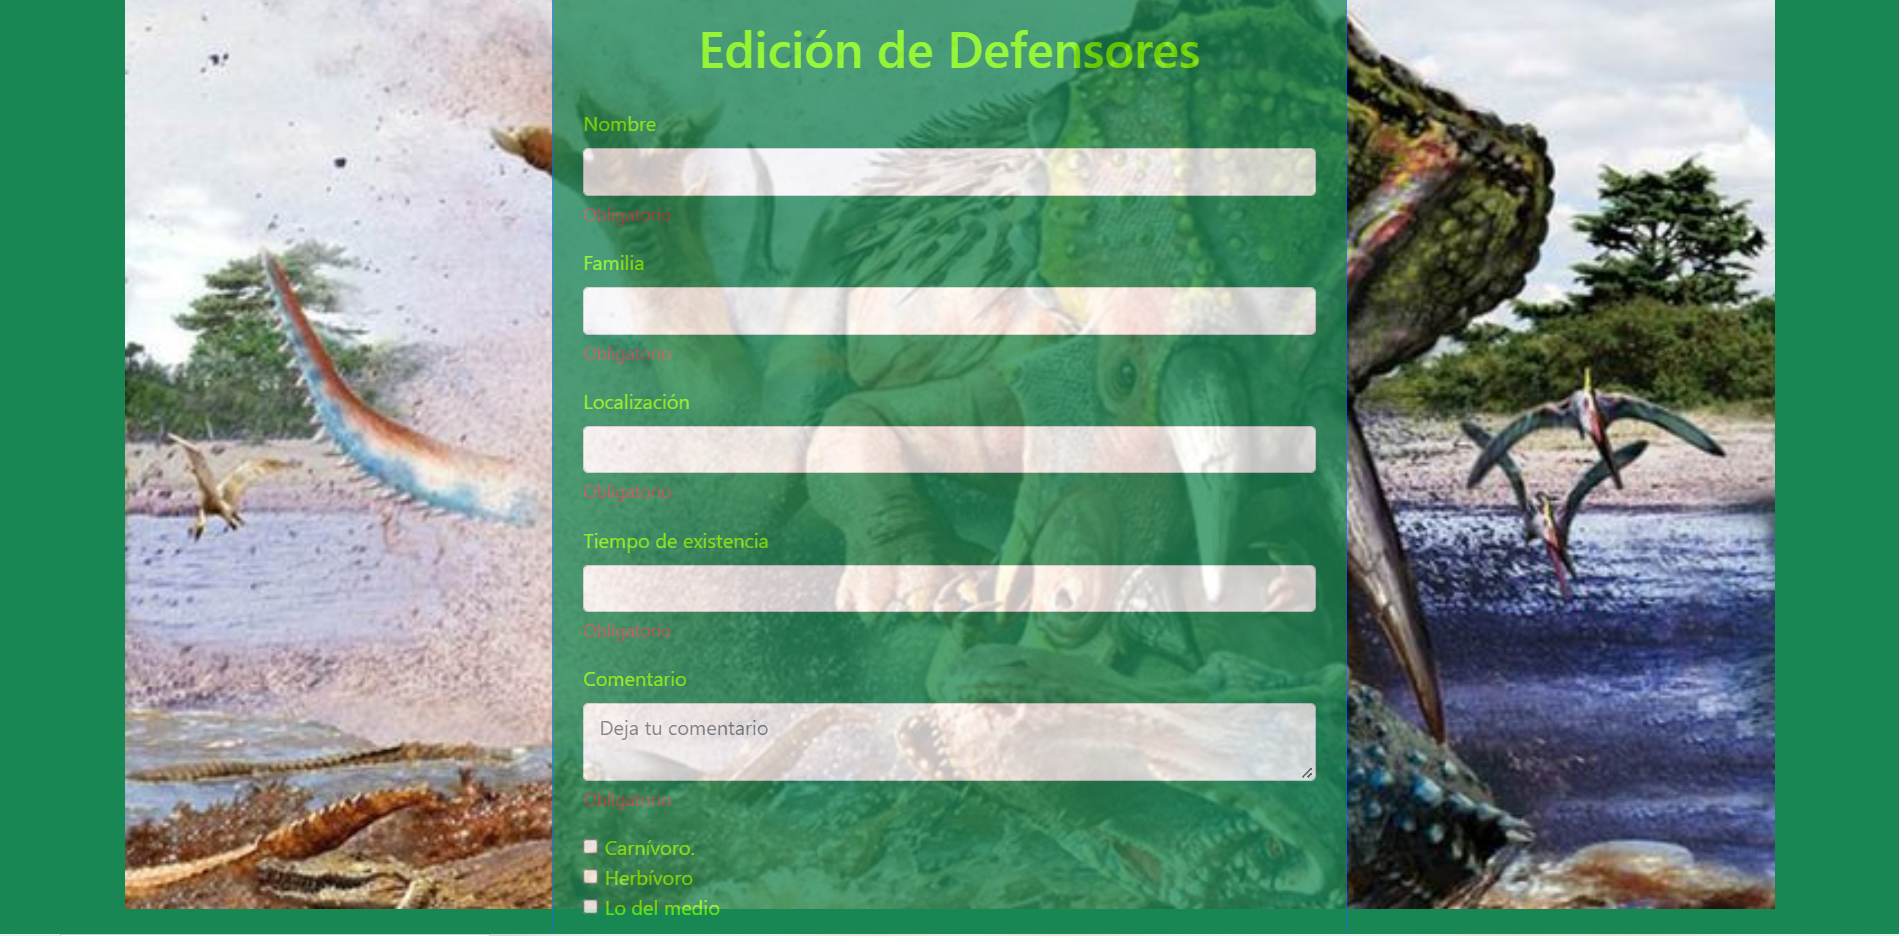 Edición de Defensores
Nombre
Obligatorio
Familia
Obligatorio
Localización
Obligatorio
Tiempo de existencia
Obligatorio
Comentario
Deja tu comentario
Obligatorio
Carnívoro.
Herbívoro
Lo del medio